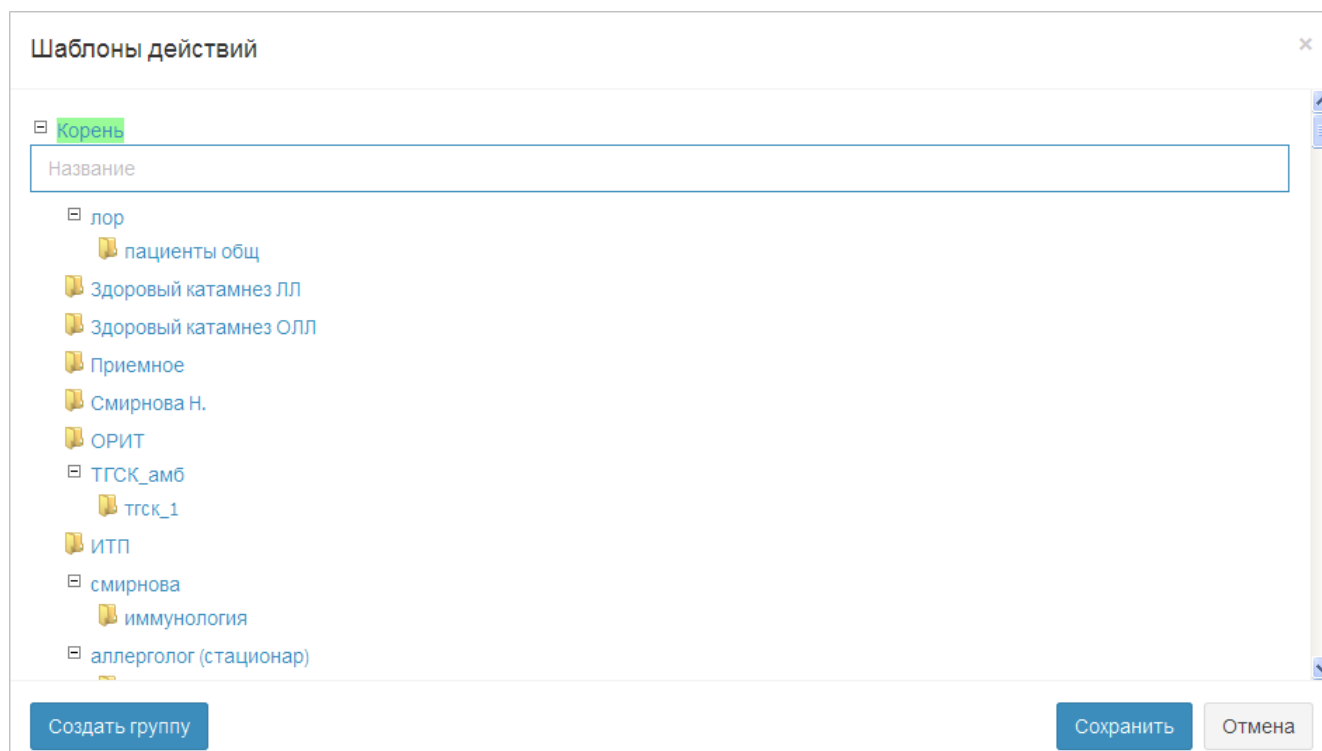 Шаблоны действий
×
Корень
Название
лор
пациенты общ
Здоровый катамнез ЛЛ
Здоровый катамнез ОЛЛ
Приемное
Смирнова Н.
ОРИТ
ТГСК_амб
тгск_1
ИТП
смирнова
иммунология
аллерголог (стационар)
Создать группу
Сохранить
Отмена